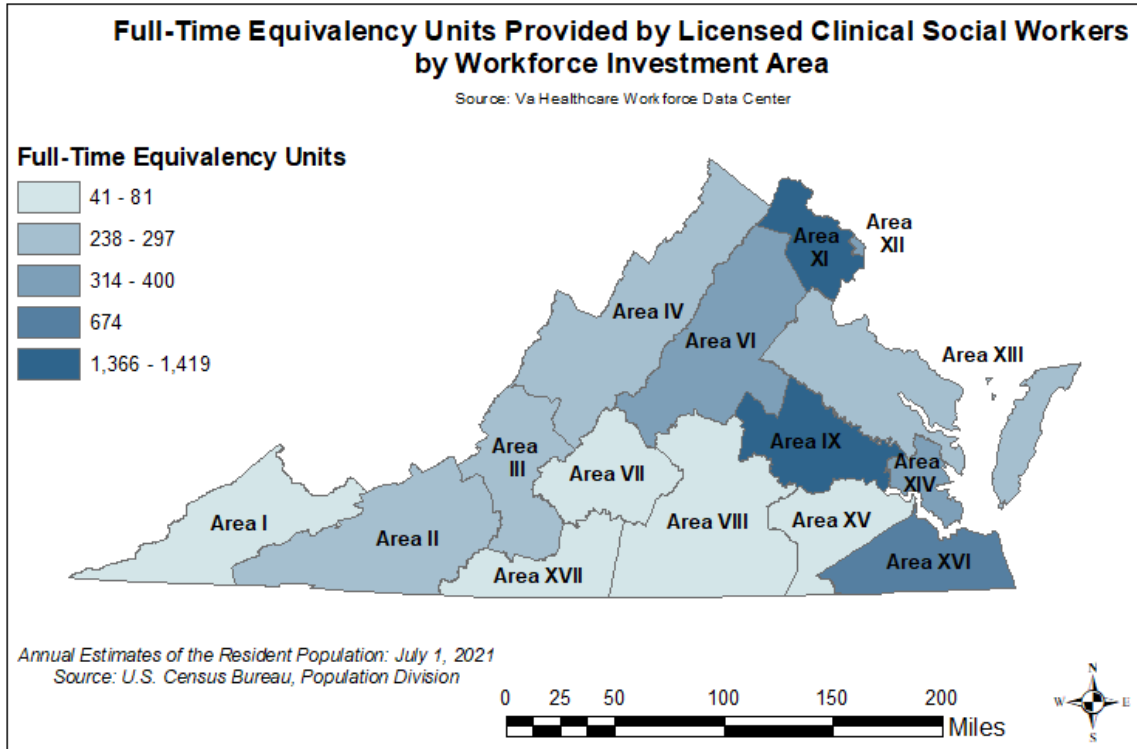 Full-Time Equivalency Units Provided by Licensed Clinical Social Workers
by Workforce Investment Area
Source: Va Healthcare Workforce Data Center
Full-Time Equivalency Units
41 - 81
238 - 297
314 - 400
674
1,366 - 1,419
Area
XI
Area
XII
Area IV
Area VI
Area XIII
Area
III
Area VII
Area IX
Area
XIV
Area I
Area II
Area VIII
Area XV
Area XVII
Area XVI
Annual Estimates of the Resident Population: July 1, 2021
Source: U.S. Census Bureau, Population Division
0 25 50 100 150 200
Miles
N
W E
S